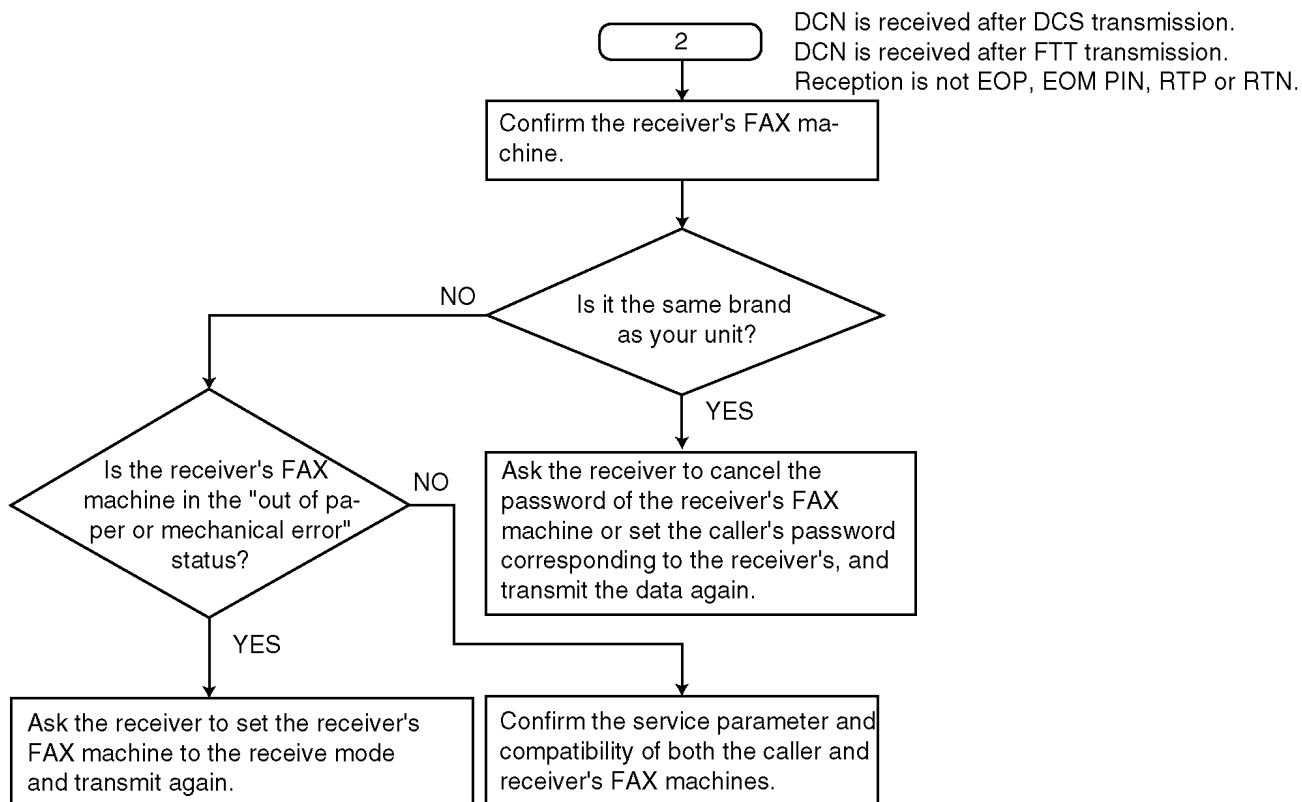 2
DCN is received after DCS transmission.
DCN is received after FTT transmission.
Reception is not EOP, EOM PIN, RTP or RTN.
Confirm the receiver's FAX ma-
chine.
NO
Is it the same brand
as your unit?
YES
Is the receiver's FAX
machine in the "out of pa-
per or mechanical error"
status?
NO
Ask the receiver to cancel the
password of the receiver's FAX
machine or set the caller's password
corresponding to the receiver's, and
transmit the data again.
YES
Ask the receiver to set the receiver's
FAX machine to the receive mode
and transmit again.
Confirm the service parameter and
compatibility of both the caller and
receiver's FAX machines.